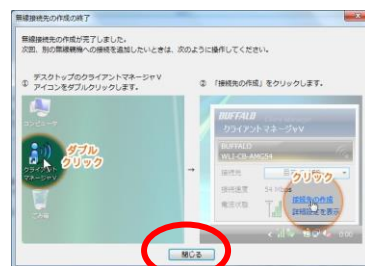 無線接続先の作成の終了
無線接続先の作成が完了しました。
次回、別の無線親機への接続を追加したいときは、次のように操作してください。
① デスクトップのクライアントマネージャV
アイコンをダブルクリックします。
② 「接続先の作成」をクリックします。
コンピュータ
ダブル
クリック
クライアント
マネージャV
ごみ箱
→
BUFFALO
クライアントマネージャV
BUFFALO
WLI-CB-AMG54
接続先
クリック
接続速度 54 Mbps
接続先の作成
電波状態
詳細設定を表示
0:00
閉じる